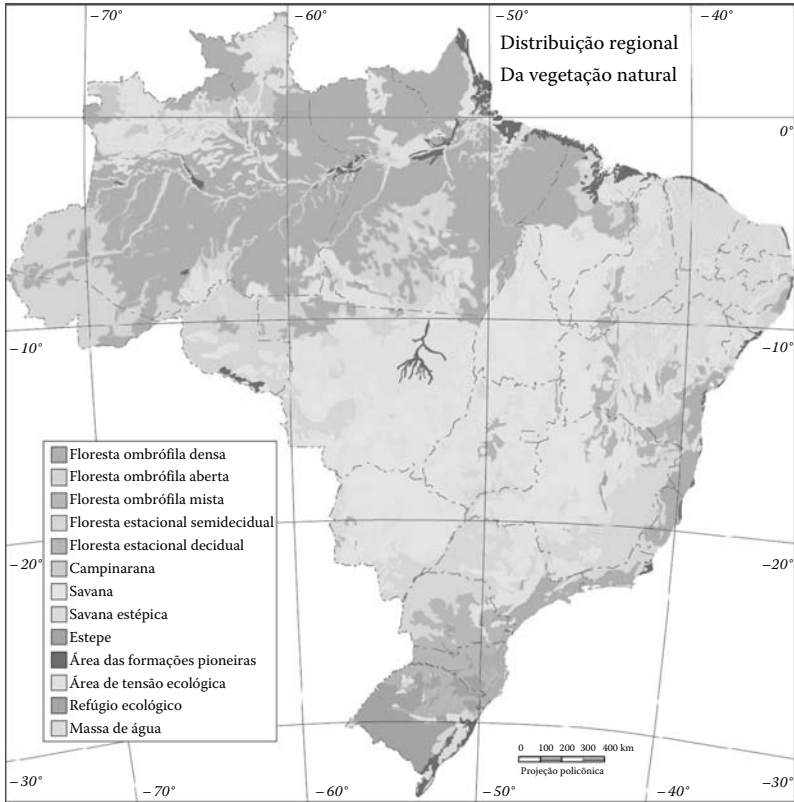 −70°
−60°
−50°
−40°
Distribuição regional
Da vegetação natural
0°
0°
−10°
−10°
Floresta ombrófila densa
Floresta ombrófila aberta
Floresta ombrófila mista
Floresta estacional semidecidual
Floresta estacional decidual
Campinarana
Savana
Savana estépica
Estepe
Área das formações pioneiras
Área de tensão ecológica
Refúgio ecológico
Massa de água
−20°
−20°
0 100 200 300 400 km
Projeção policônica
−30°
−30°
−70°
−60°
−50°
−40°